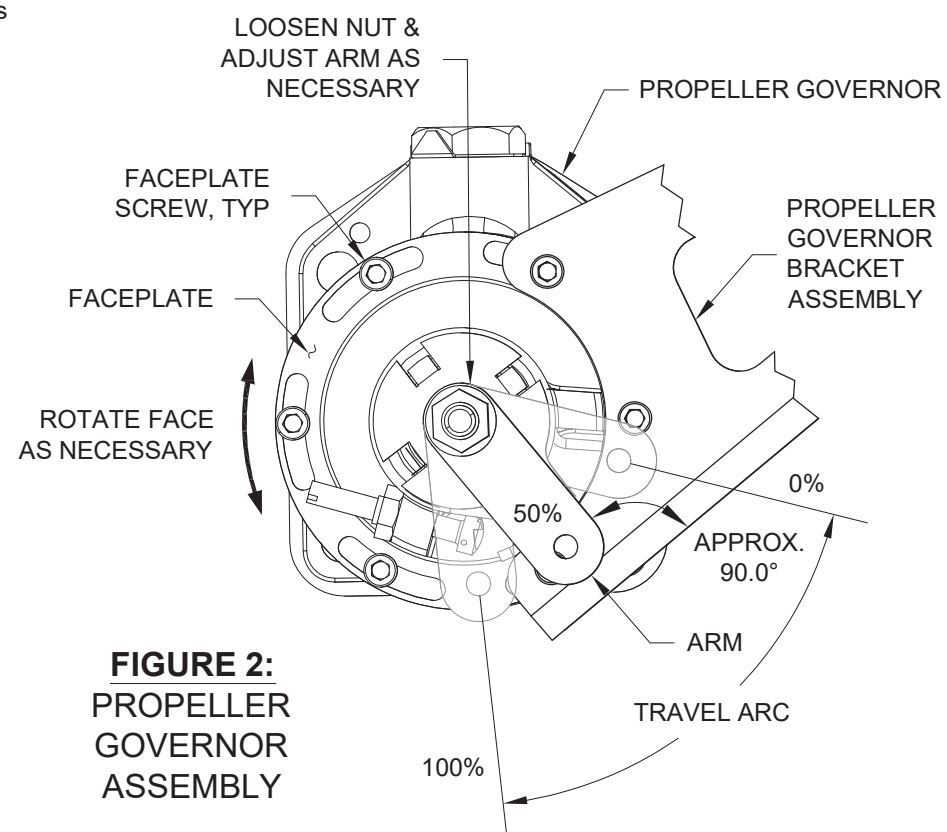 s
LOOSEN NUT &
ADJUST ARM AS
NECESSARY
PROPELLER GOVERNOR
FACEPLATE
SCREW, TYP
PROPELLER
GOVERNOR
BRACKET
ASSEMBLY
FACEPLATE
ROTATE FACE
AS NECESSARY
0%
50%
APPROX.
90.0°
ARM
TRAVEL ARC
100%
FIGURE 2:
PROPELLER
GOVERNOR
ASSEMBLY